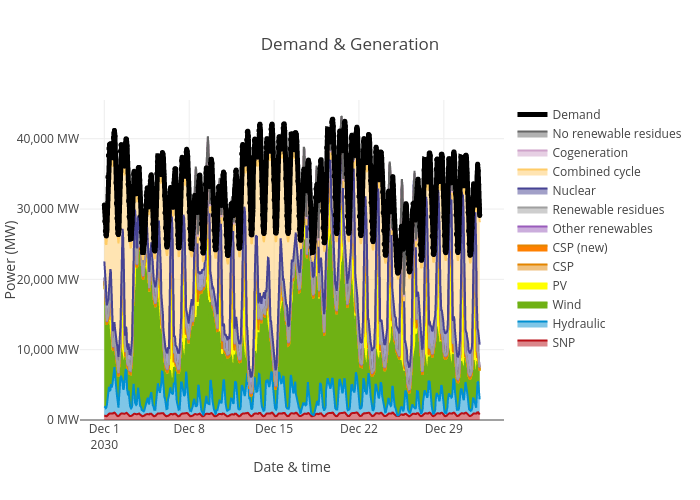 Demand & Generation
Power (MW)
40,000 MW
30,000 MW
20,000 MW
10,000 MW
0 MW
Dec 1
2030
Dec 8
Dec 15
Dec 22
Dec 29
Date & time
Demand
No renewable residues
Cogeneration
Combined cycle
Nuclear
Renewable residues
Other renewables
CSP (new)
CSP
PV
Wind
Hydraulic
SNP